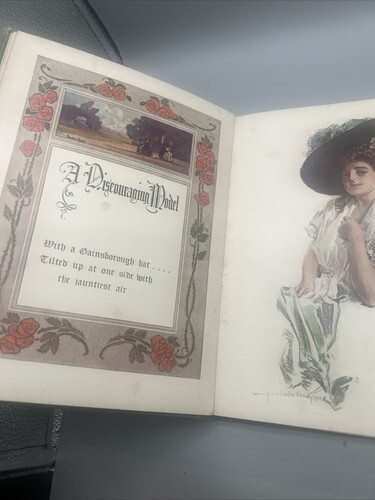 A Discouraging Model
With a Gainsborough hat ....
Tilted up at one side with
the jauntiest air